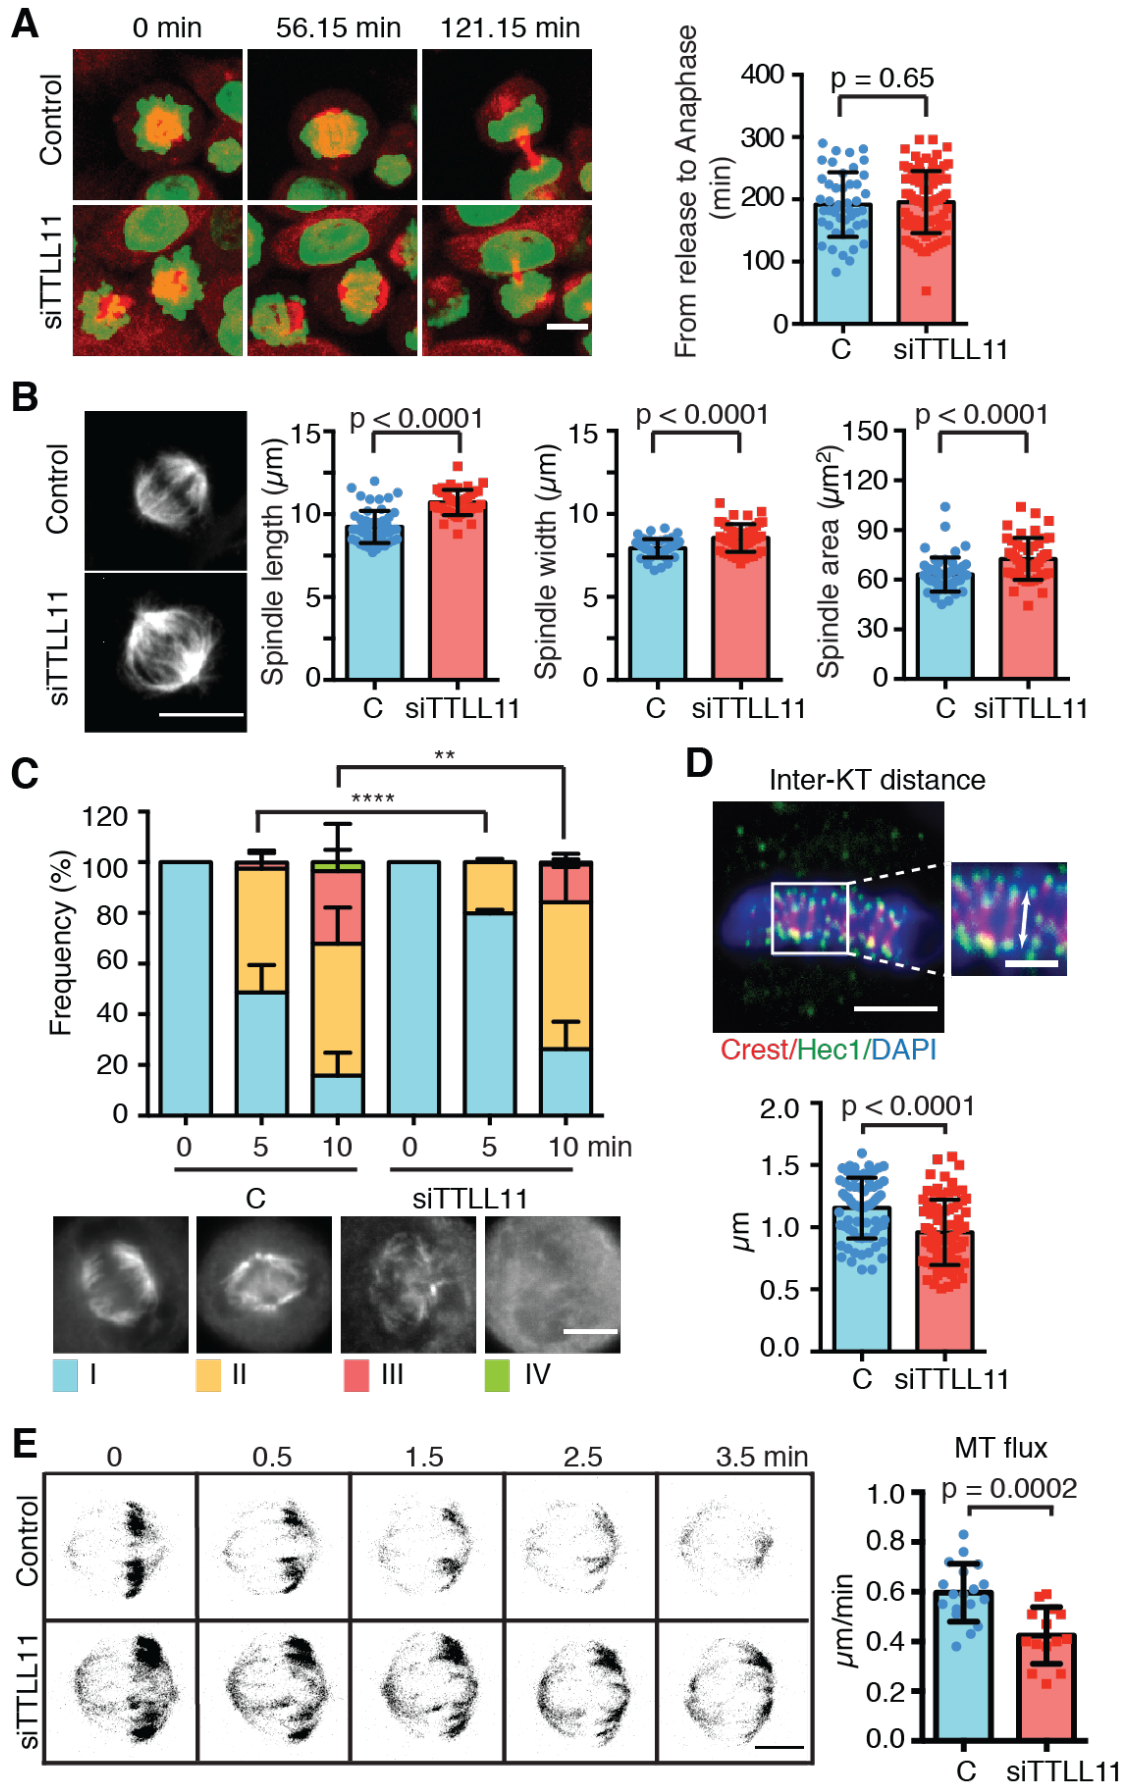 A
0 min
56.15 min
121.15 min
Control
siTTLL11
From release to Anaphase
(min)
400
300
200
100
0
p = 0.65
C
siTTLL11
B
Control
siTTLL11
Spindle length (µm)
15
10
5
0
p < 0.0001
C
siTTLL11
Spindle width (µm)
15
10
5
0
p < 0.0001
C
siTTLL11
Spindle area (µm²)
150
120
90
60
30
0
p < 0.0001
C
siTTLL11
C
**
****
Frequency (%)
120
100
80
60
40
20
0
0
5
10
0
5
10 min
C
siTTLL11
I
II
III
IV
D
Inter-KT distance
Crest/Hec1/DAPI
µm
2.0
1.5
1.0
0.5
0.0
p < 0.0001
C
siTTLL11
E
0
0.5
1.5
2.5
3.5 min
Control
siTTLL11
MT flux
p = 0.0002
µm/min
1.0
0.8
0.6
0.4
0.2
0.0
C
siTTLL11